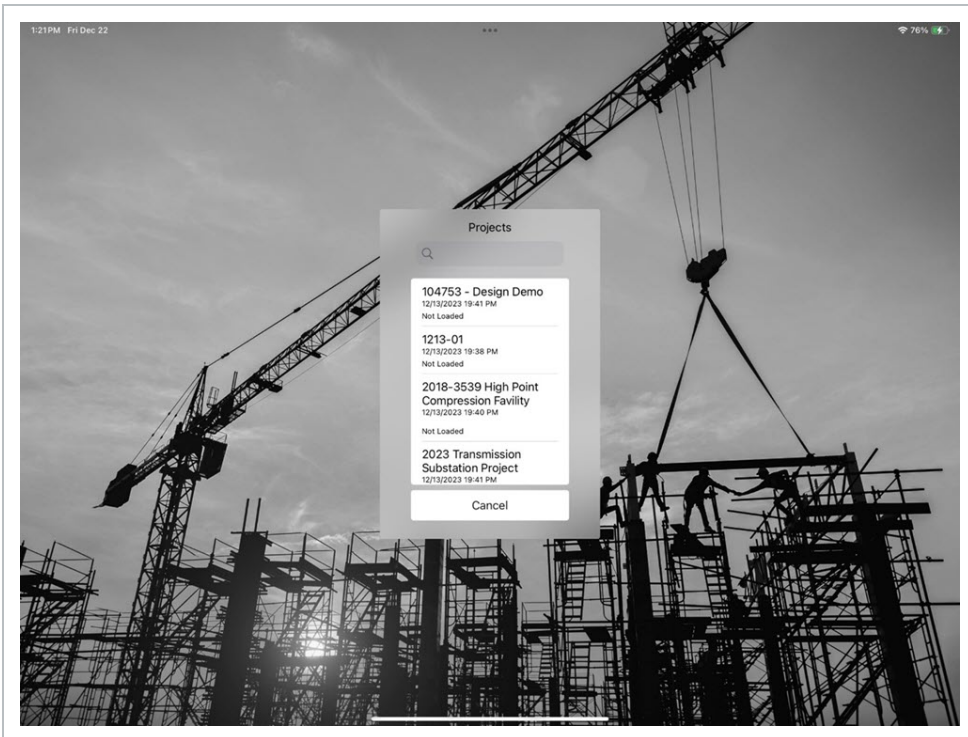 1:21 PM Fri Dec 22
76%
Projects
104753 - Design Demo
12/13/2023 19:41 PM
Not Loaded
1213-01
12/13/2023 19:38 PM
Not Loaded
2018-3539 High Point
Compression Favility
12/13/2023 19:40 PM
Not Loaded
2023 Transmission
Substation Project
12/13/2023 19:41 PM
Cancel